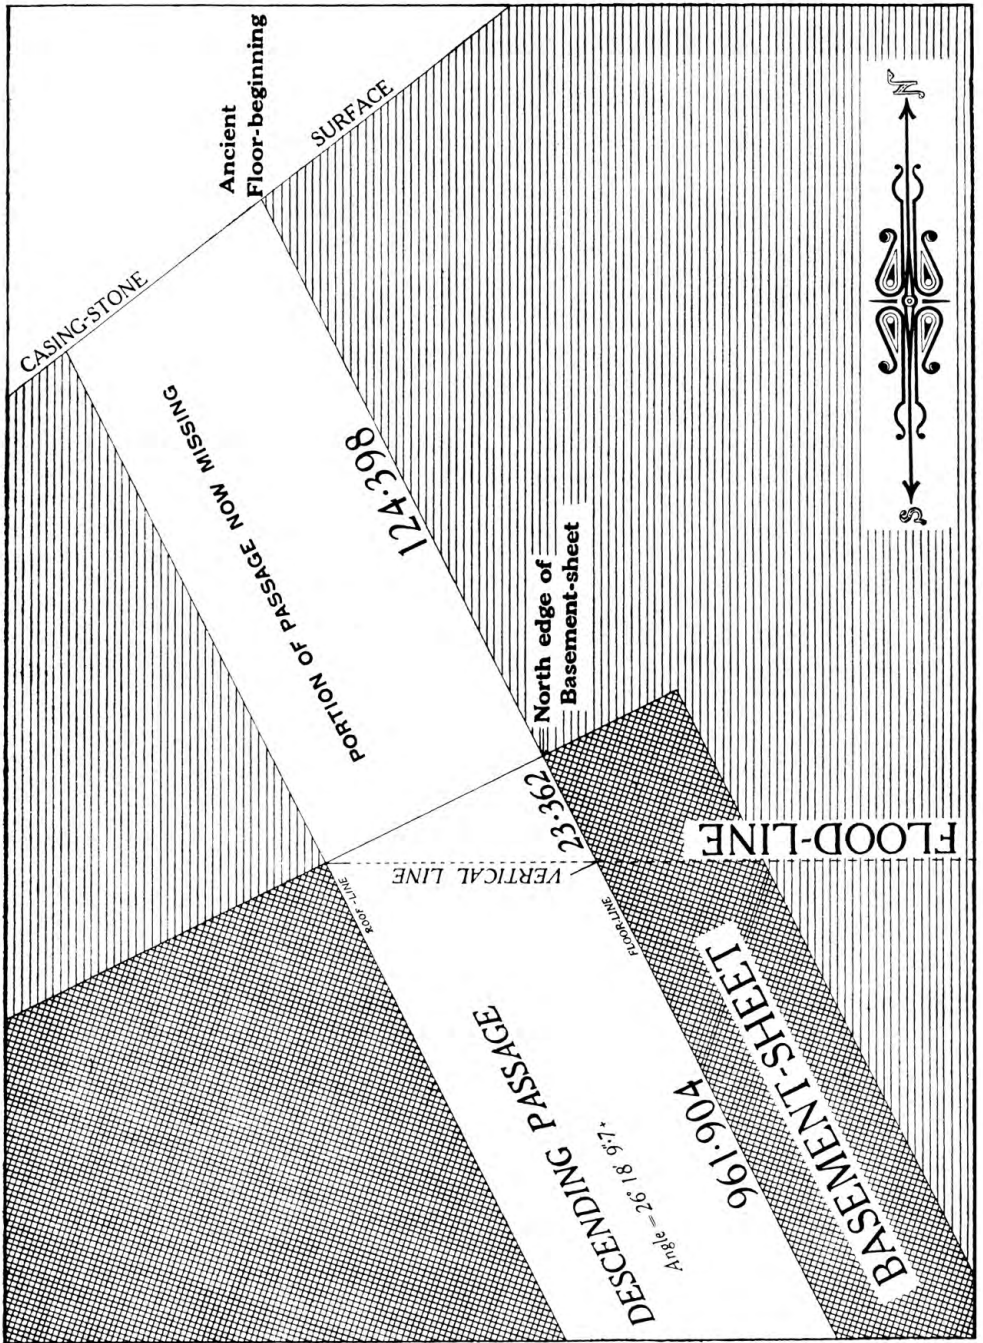 Ancient
Floor-beginning
SURFACE
CASING-STONE
N
S
PORTION OF PASSAGE NOW MISSING
124·398
North edge of
Basement-sheet
23·362
VERTICAL LINE
FLOOD-LINE
ROOF-LINE
FLOOR-LINE
DESCENDING PASSAGE
Angle = 26° 18′ 9″·7+
961·904
BASEMENT-SHEET